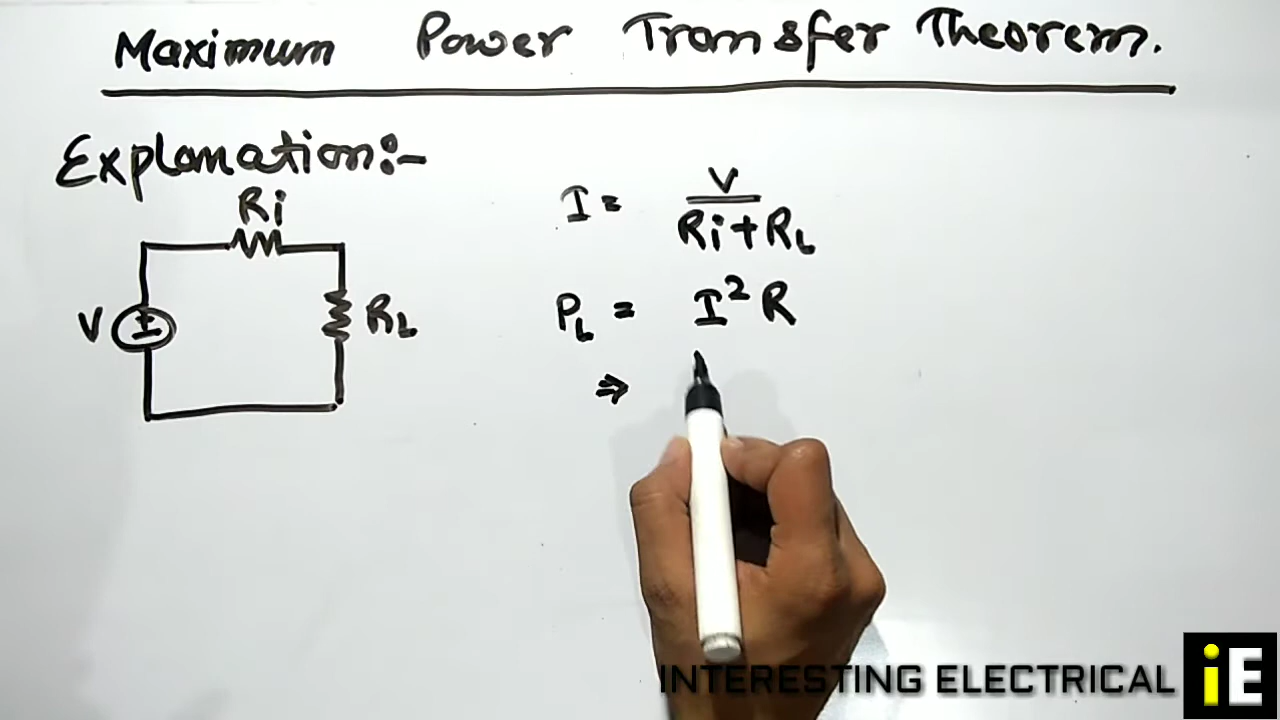 Maximum Power Transfer Theorem.
Explanation:-
Ri
V
RL
I = V / Ri + RL
PL = I² R
⇒
INTERESTING ELECTRICAL iE